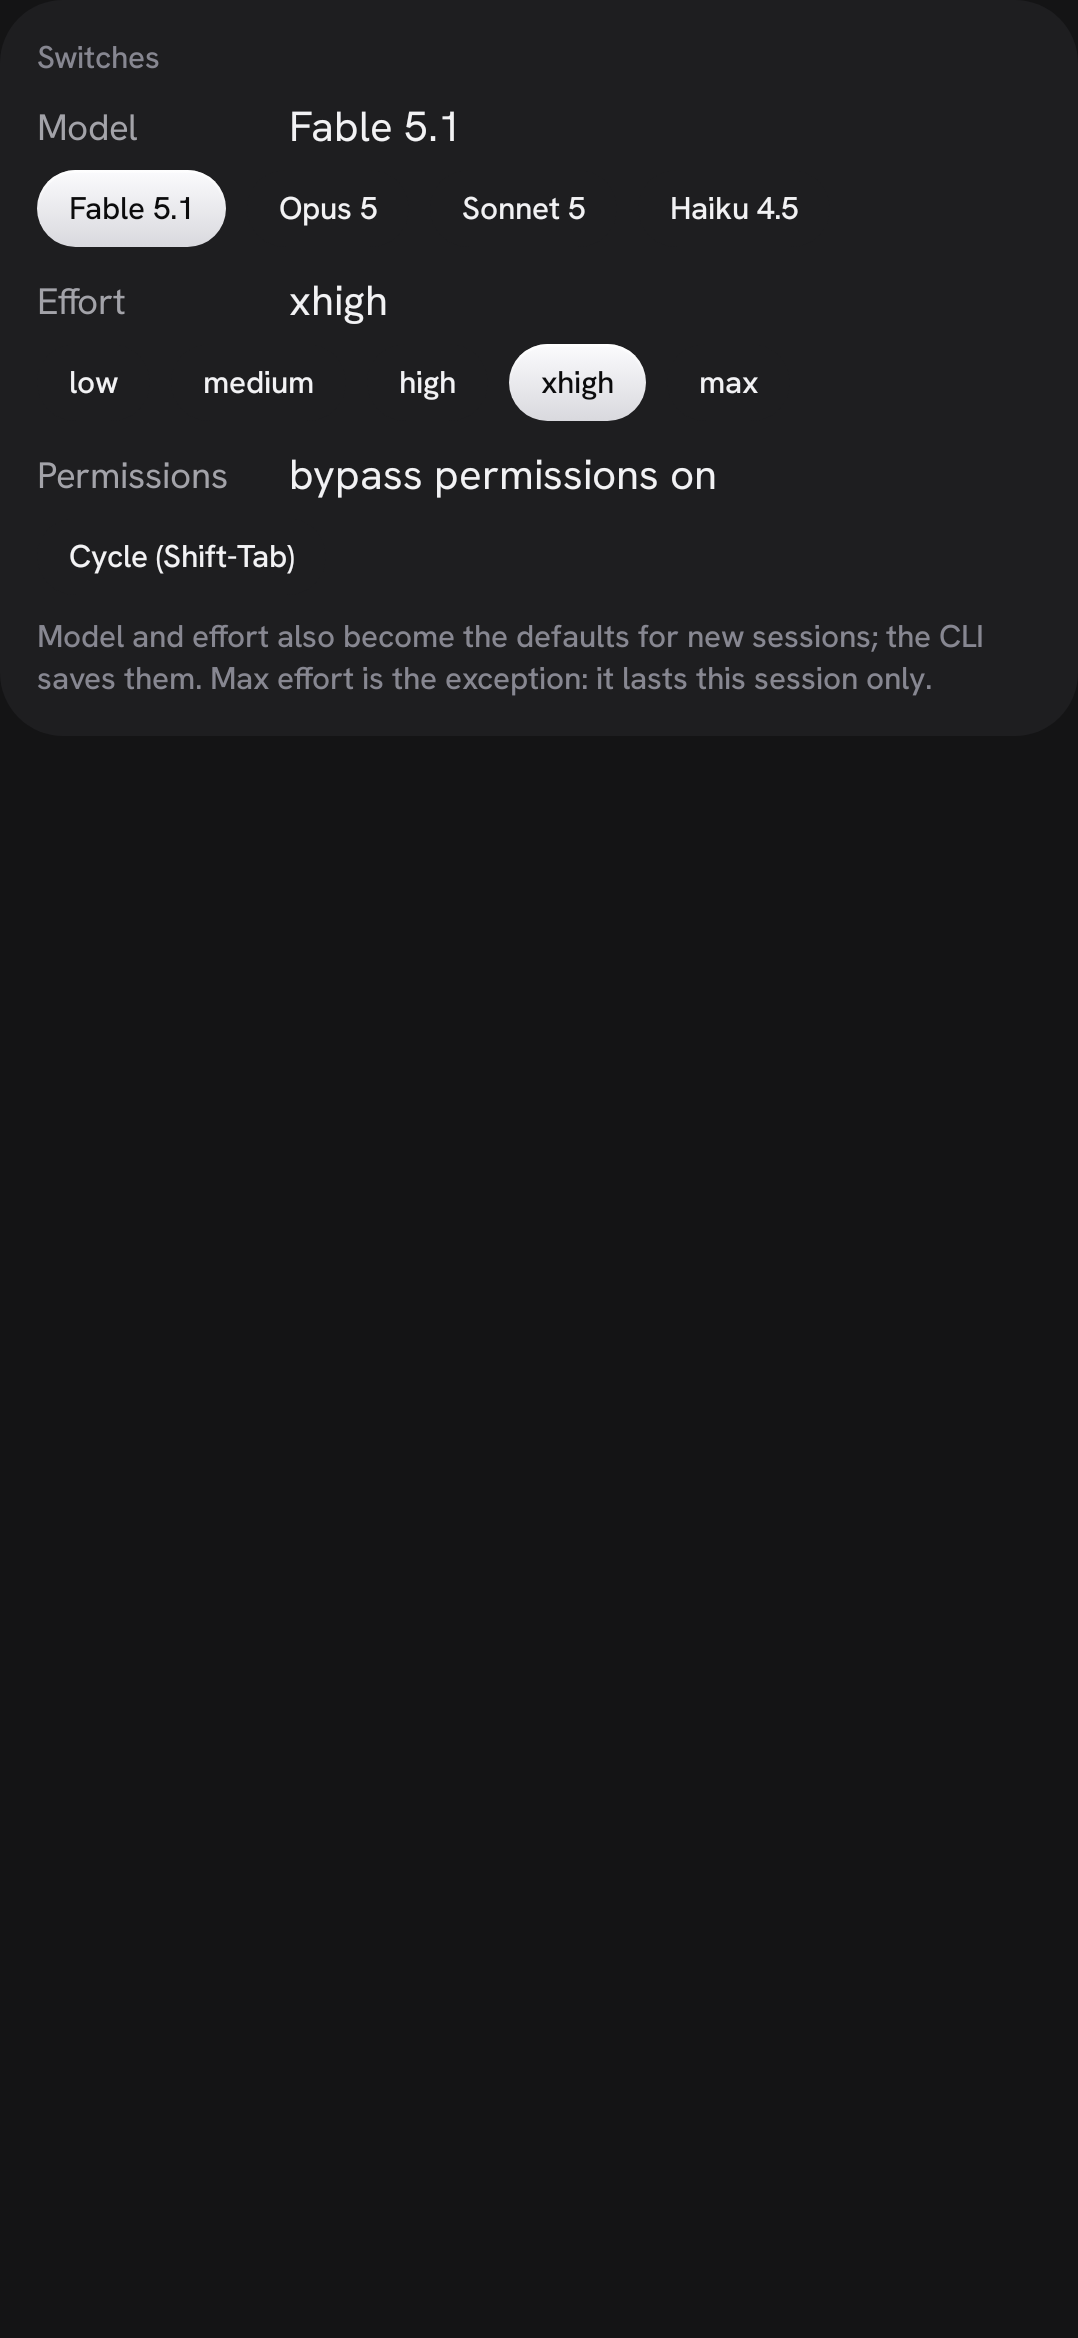 Switches
Model Fable 5.1
Fable 5.1 Opus 5 Sonnet 5 Haiku 4.5
Effort xhigh
low medium high xhigh max
Permissions bypass permissions on
Cycle (Shift-Tab)
Model and effort also become the defaults for new sessions; the CLI
saves them. Max effort is the exception: it lasts this session only.